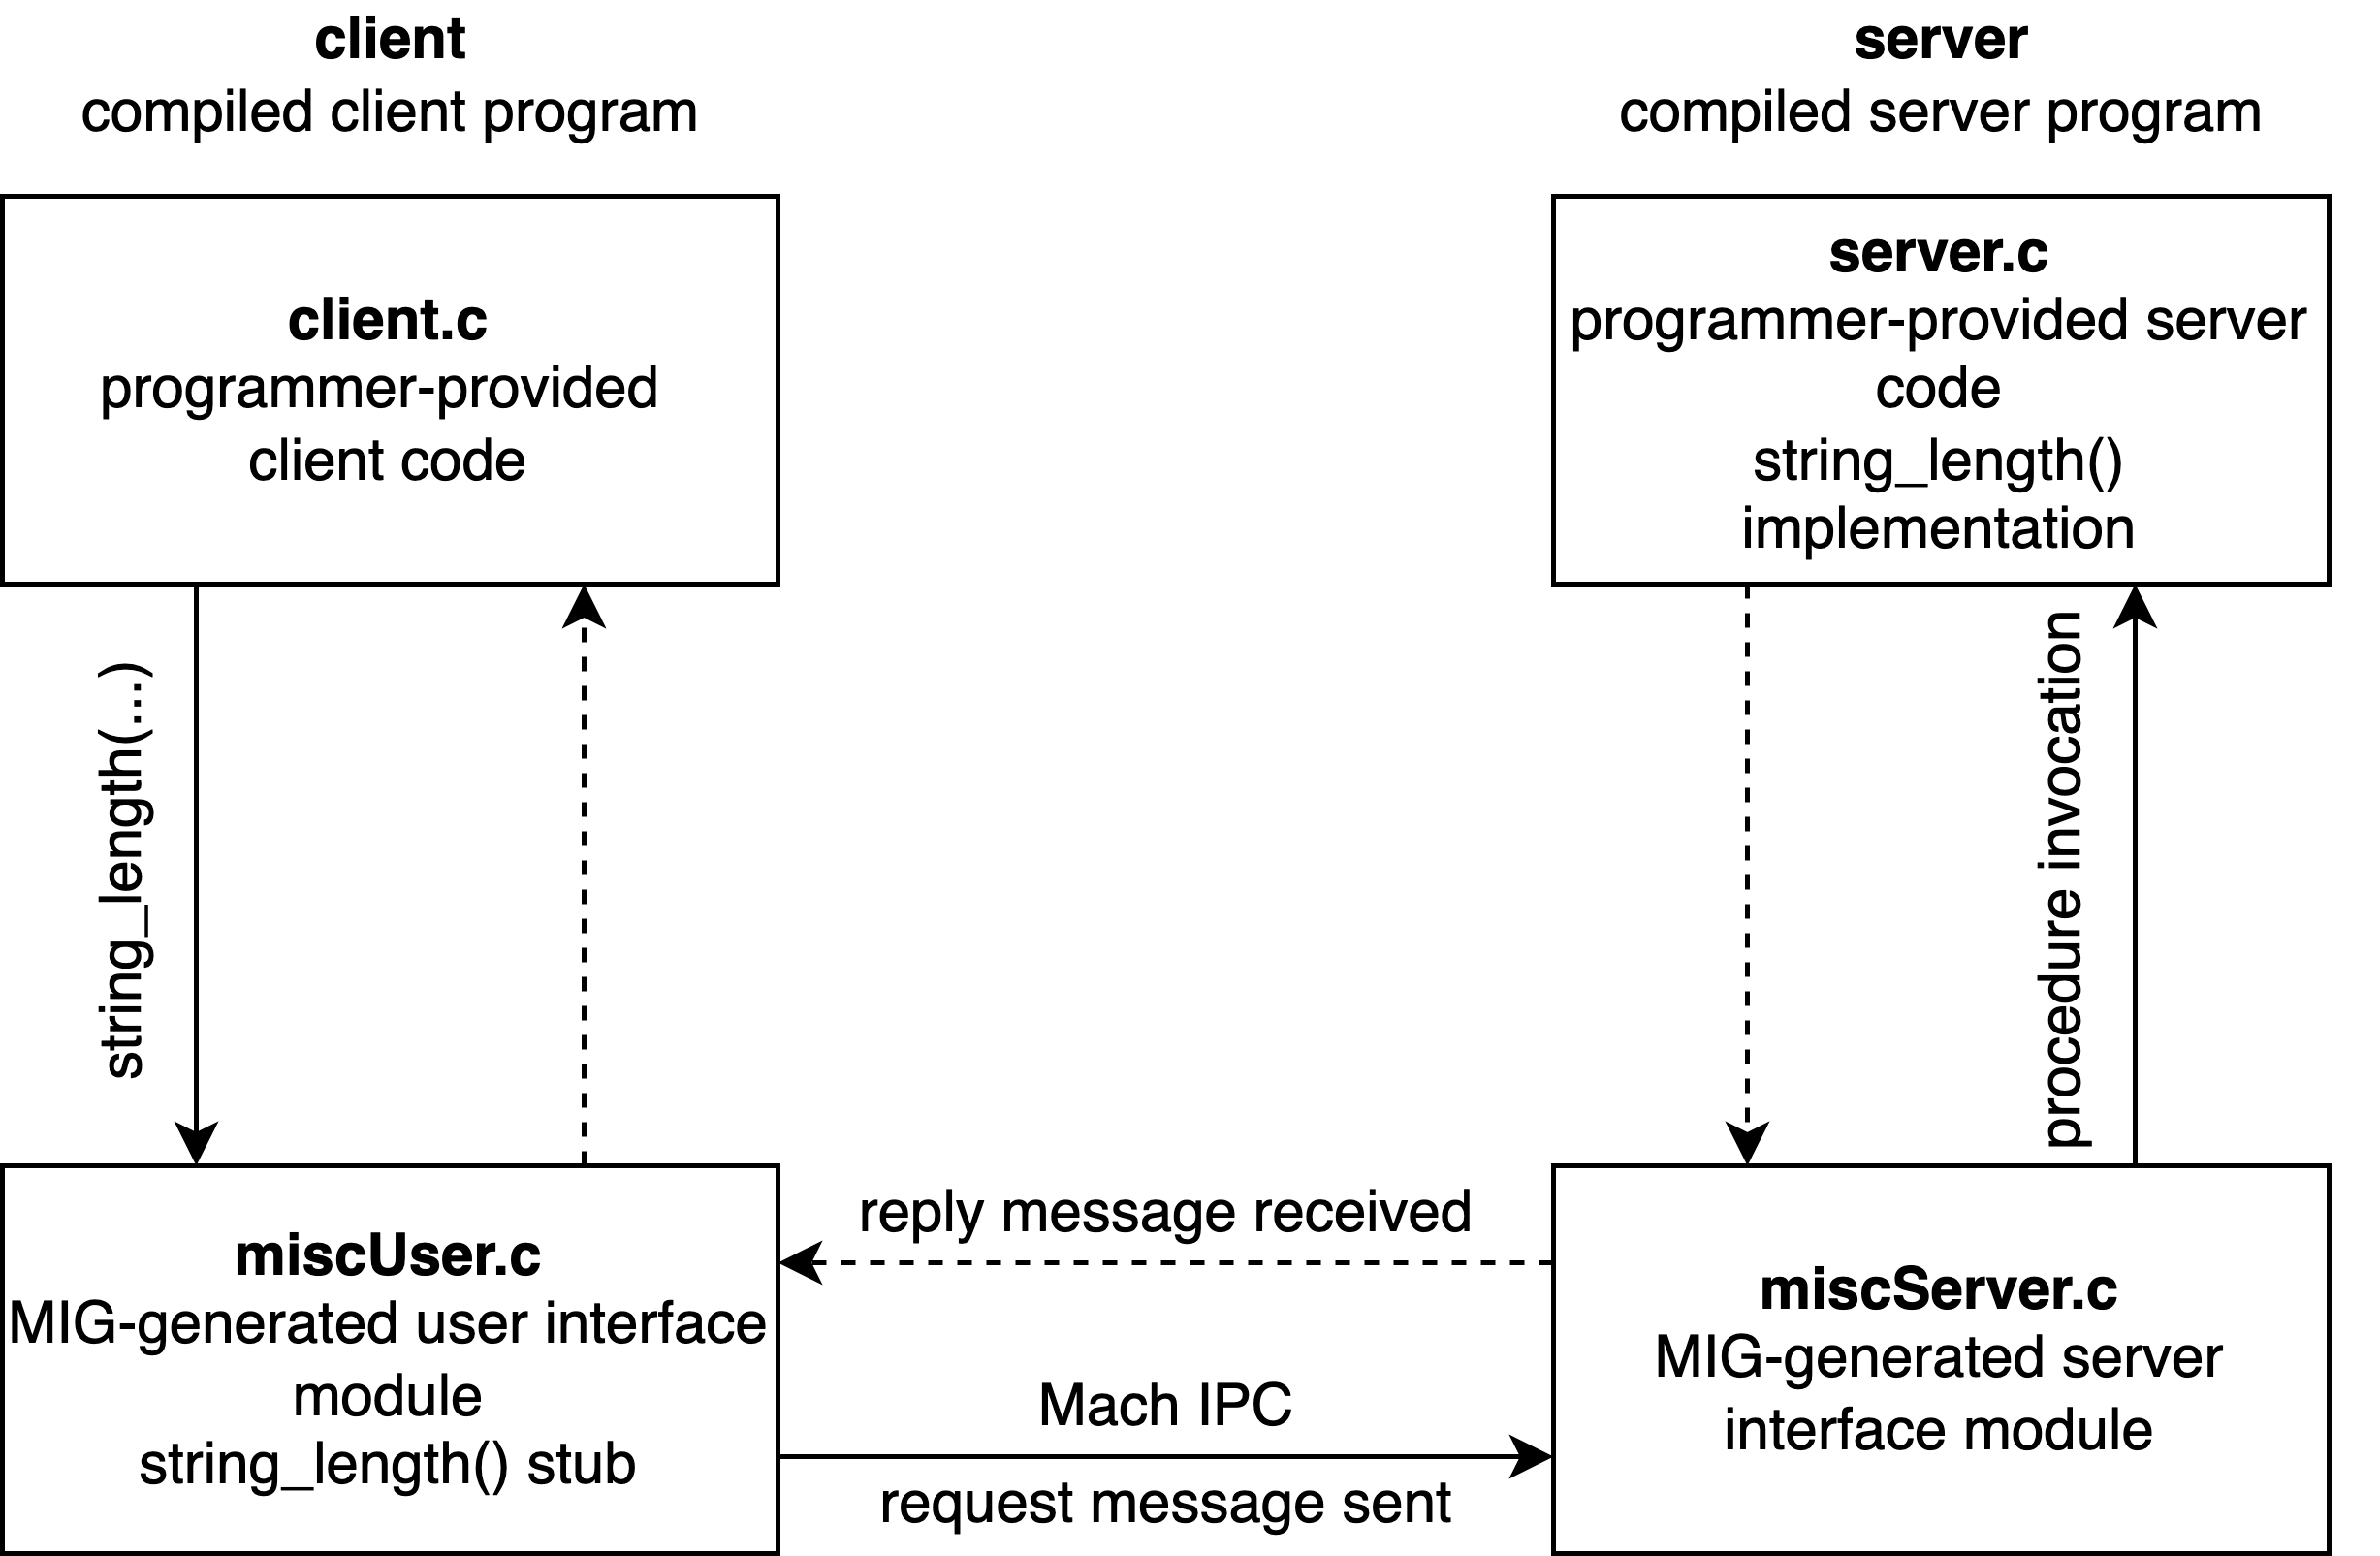 client
compiled client program
server
compiled server program
client.c
programmer-provided
client code
server.c
programmer-provided server
code
string_length()
implementation
string_length(...)
procedure invocation
miscUser.c
MIG-generated user interface
module
string_length() stub
reply message received
Mach IPC
request message sent
miscServer.c
MIG-generated server
interface module